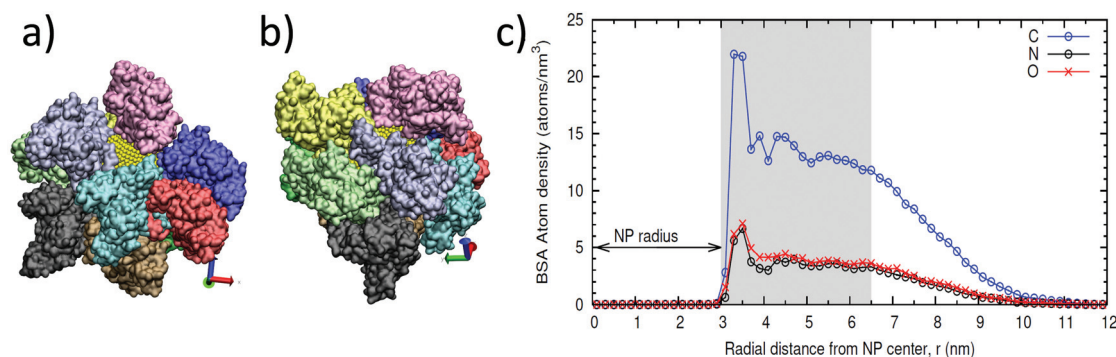 a)
b)
c)
BSA Atom density (atoms/nm³)
25
20
15
10
5
0
C
N
O
NP radius
0 1 2 3 4 5 6 7 8 9 10 11 12
Radial distance from NP center, r (nm)